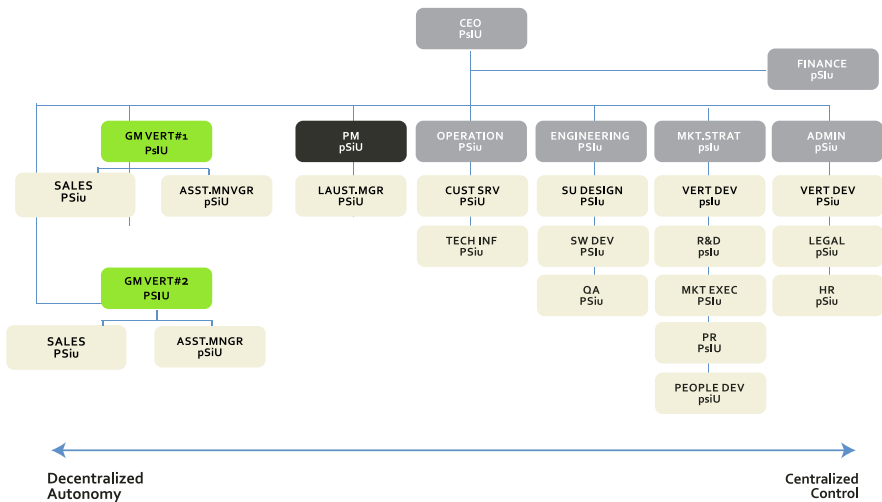 CEO
PsIU
FINANCE
pSIu
GM VERT#1
PsIU
PM
pSiU
OPERATION
PSiu
ENGINEERING
PSIu
MKT.STRAT
psIu
ADMIN
pSiu
SALES
PSiu
ASST.MNVGR
pSiU
LAUST.MGR
PSiU
CUST SRV
PSiU
SU DESIGN
PSIu
VERT DEV
psIu
VERT DEV
PSiu
TECH INF
PSiu
SW DEV
PSIu
R&D
psIu
LEGAL
pSiu
GM VERT#2
PSIU
QA
PSiu
MKT EXEC
PSIu
HR
pSiu
SALES
PSiu
ASST.MNGR
pSiU
PR
PsIU
PEOPLE DEV
psiU
Decentralized
Autonomy
Centralized
Control